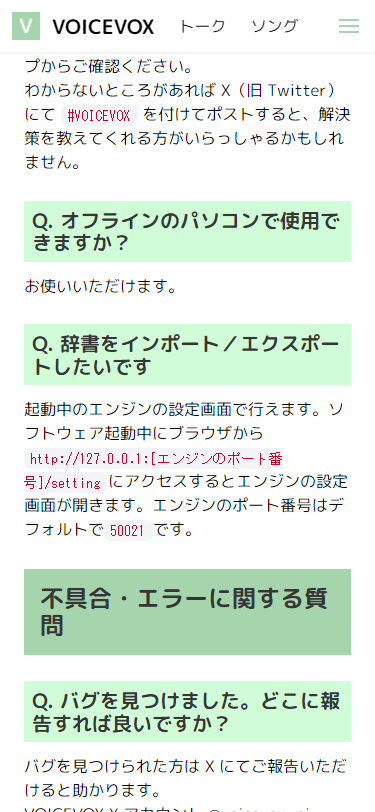 V VOICEVOX トーク ソング
プからご確認ください。
わからないところがあれば X（旧 Twitter）
にて #VOICEVOX を付けてポストすると、解決
策を教えてくれる方がいらっしゃるかもしれ
ません。
Q. オフラインのパソコンで使用で
きますか？
お使いいただけます。
Q. 辞書をインポート／エクスポー
トしたいです
起動中のエンジンの設定画面で行えます。ソ
フトウェア起動中にブラウザから
http://127.0.0.1:[エンジンのポート番
号]/setting にアクセスするとエンジンの設定
画面が開きます。エンジンのポート番号はデ
フォルトで 50021 です。
不具合・エラーに関する質
問
Q. バグを見つけました。どこに報
告すれば良いですか？
バグを見つけられた方は X にてご報告いただ
けると助かります。
VOICEVOX X アカウント